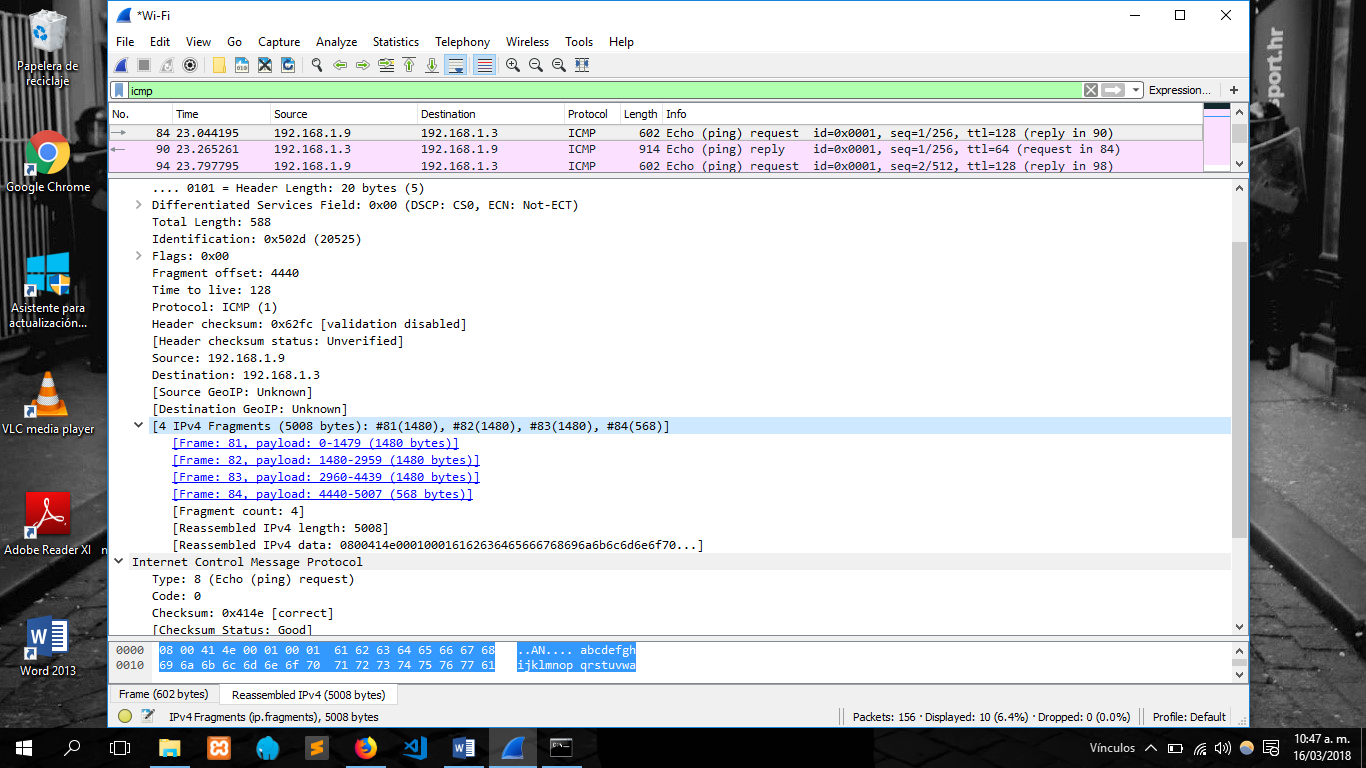 Papelera de
reciclaje
Google Chrome
Asistente para
actualización...
VLC media player
Adobe Reader XI
n
Word 2013
sport.hr
*Wi-Fi
File Edit View Go Capture Analyze Statistics Telephony Wireless Tools Help
icmp
Expression...
No. Time Source Destination Protocol Length Info
84 23.044195 192.168.1.9 192.168.1.3 ICMP 602 Echo (ping) request id=0x0001, seq=1/256, ttl=128 (reply in 90)
90 23.265261 192.168.1.3 192.168.1.9 ICMP 914 Echo (ping) reply id=0x0001, seq=1/256, ttl=64 (request in 84)
94 23.797795 192.168.1.9 192.168.1.3 ICMP 602 Echo (ping) request id=0x0001, seq=2/512, ttl=128 (reply in 98)
.... 0101 = Header Length: 20 bytes (5)
Differentiated Services Field: 0x00 (DSCP: CS0, ECN: Not-ECT)
Total Length: 588
Identification: 0x502d (20525)
Flags: 0x00
Fragment offset: 4440
Time to live: 128
Protocol: ICMP (1)
Header checksum: 0x62fc [validation disabled]
[Header checksum status: Unverified]
Source: 192.168.1.9
Destination: 192.168.1.3
[Source GeoIP: Unknown]
[Destination GeoIP: Unknown]
[4 IPv4 Fragments (5008 bytes): #81(1480), #82(1480), #83(1480), #84(568)]
[Frame: 81, payload: 0-1479 (1480 bytes)]
[Frame: 82, payload: 1480-2959 (1480 bytes)]
[Frame: 83, payload: 2960-4439 (1480 bytes)]
[Frame: 84, payload: 4440-5007 (568 bytes)]
[Fragment count: 4]
[Reassembled IPv4 length: 5008]
[Reassembled IPv4 data: 0800414e000100016162636465666768696a6b6c6d6e6f70...]
Internet Control Message Protocol
Type: 8 (Echo (ping) request)
Code: 0
Checksum: 0x414e [correct]
[Checksum Status: Good]
0000 08 00 41 4e 00 01 00 01 61 62 63 64 65 66 67 68 ..AN.... abcdefgh
0010 69 6a 6b 6c 6d 6e 6f 70 71 72 73 74 75 76 77 61 ijklmnop qrstuvwa
Frame (602 bytes) Reassembled IPv4 (5008 bytes)
IPv4 Fragments (ip.fragments), 5008 bytes
Packets: 156 · Displayed: 10 (6.4%) · Dropped: 0 (0.0%)
Profile: Default
Vínculos
10:47 a. m.
16/03/2018